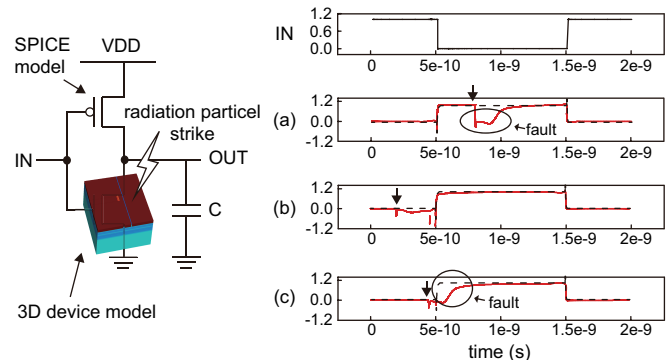 SPICE
model
VDD
radiation particel
strike
IN
OUT
C
3D device model
IN
1.2
0.0
0
5e-10
1e-9
1.5e-9
2e-9
(a)
1.2
0.0
-1.2
fault
0
5e-10
1e-9
1.5e-9
2e-9
(b)
1.2
0.0
-1.2
0
5e-10
1e-9
1.5e-9
2e-9
(c)
1.2
0.0
-1.2
fault
0
5e-10
1e-9
1.5e-9
2e-9
time (s)